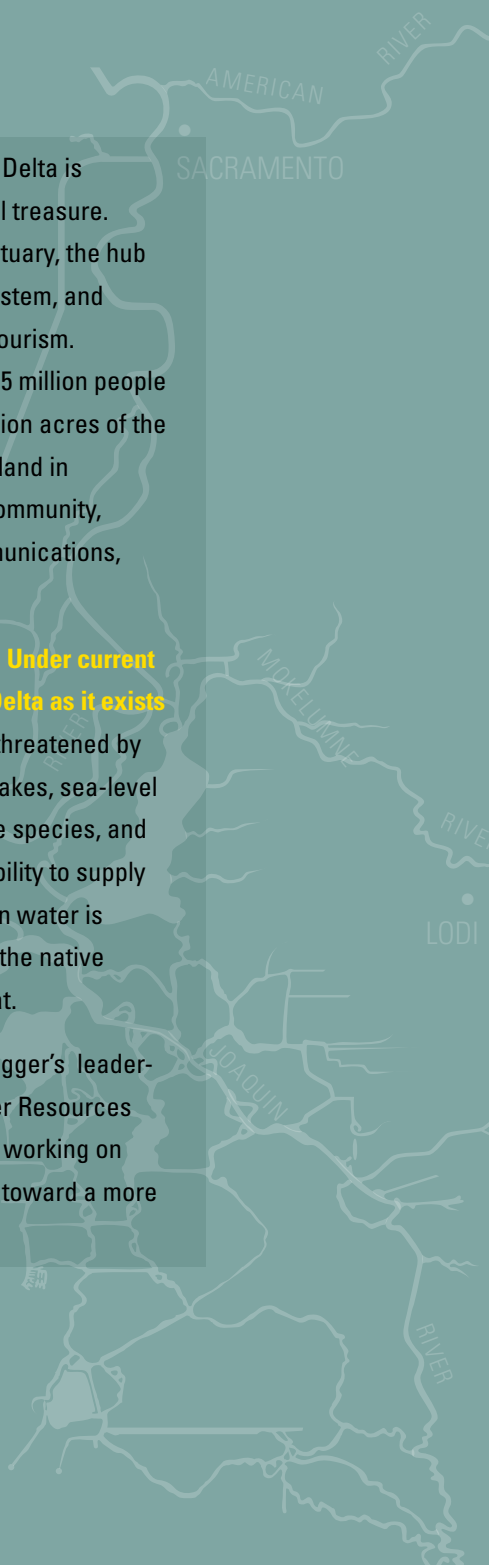 AMERICAN
RIVER
SACRAMENTO
Delta is
l treasure.
tuary, the hub
stem, and
ourism.
5 million people
ion acres of the
land in
ommunity,
unications,
Under current
Delta as it exists
threatened by
akes, sea-level
e species, and
bility to supply
n water is
the native
t.
gger’s leader-
er Resources
working on
toward a more
RIVER
MOKELUMNE
RIVER
LODI
JOAQUIN
RIVER